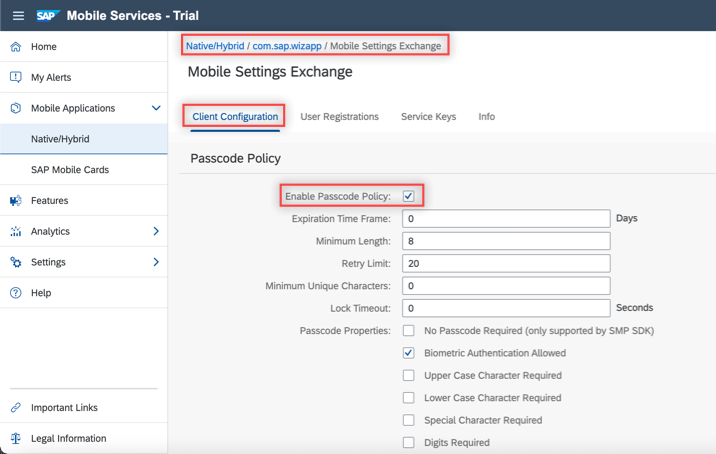 SAP Mobile Services - Trial
Home
My Alerts
Mobile Applications
Native/Hybrid
SAP Mobile Cards
Features
Analytics
Settings
Help
Important Links
Legal Information
Native/Hybrid / com.sap.wizapp / Mobile Settings Exchange
Mobile Settings Exchange
Client Configuration User Registrations Service Keys Info
Passcode Policy
Enable Passcode Policy:
Expiration Time Frame: 0 Days
Minimum Length: 8
Retry Limit: 20
Minimum Unique Characters: 0
Lock Timeout: 0 Seconds
Passcode Properties: No Passcode Required (only supported by SMP SDK)
Biometric Authentication Allowed
Upper Case Character Required
Lower Case Character Required
Special Character Required
Digits Required